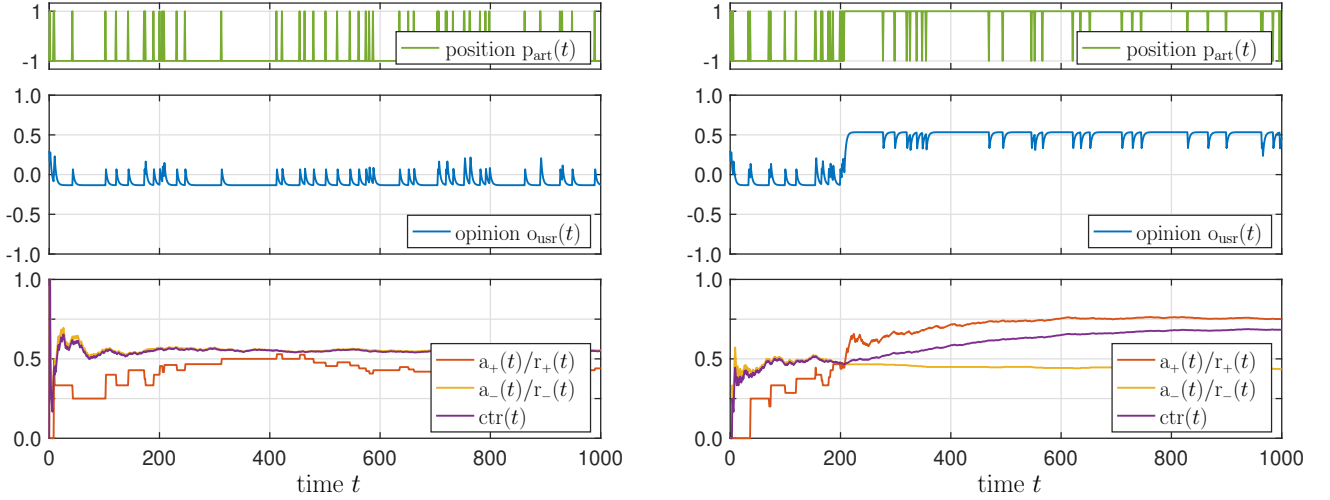 1
-1
position p_art(t)
1.0
0.5
0.0
-0.5
-1.0
opinion o_usr(t)
1.0
0.5
0.0
a_+(t)/r_+(t)
a_−(t)/r_−(t)
ctr(t)
0 200 400 600 800 1000
time t
1
-1
position p_art(t)
1.0
0.5
0.0
-0.5
-1.0
opinion o_usr(t)
1.0
0.5
0.0
a_+(t)/r_+(t)
a_−(t)/r_−(t)
ctr(t)
0 200 400 600 800 1000
time t